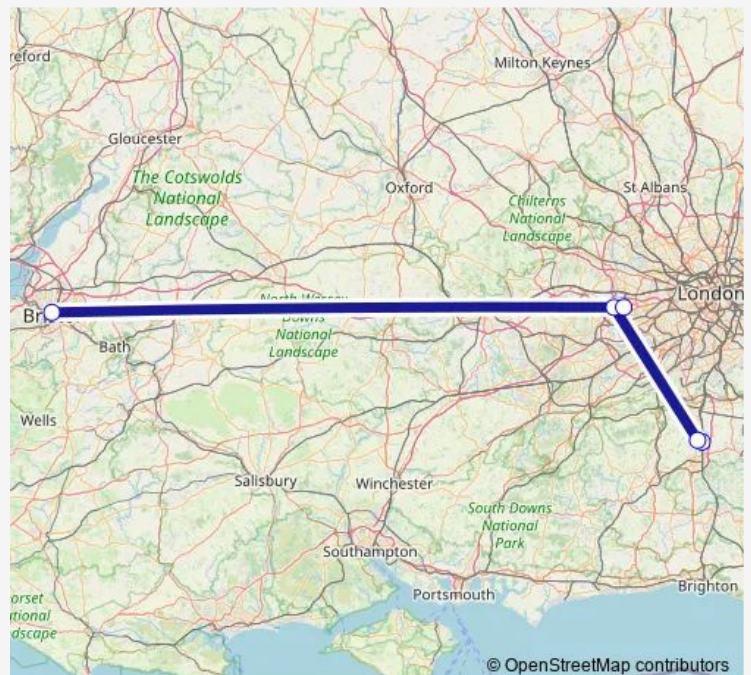 reford
Milton Keynes
Gloucester
The Cotswolds
National
Landscape
Oxford
St Albans
Chilterns
National
Landscape
London
Bath
National
Landscape
Wells
Salisbury
Winchester
South Downs
National
Park
Southampton
Portsmouth
Brighton
orset
ational
dscape
© OpenStreetMap contributors